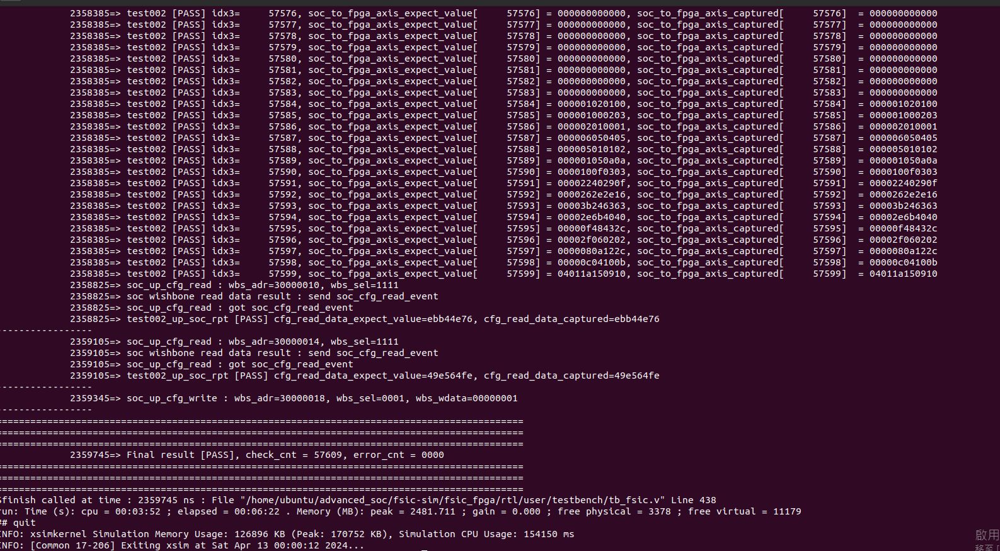 2358385=> test002 [PASS] idx3=     57576, soc_to_fpga_axis_expect_value[     57576] = 000000000000, soc_to_fpga_axis_captured[     57576]  = 000000000000
2358385=> test002 [PASS] idx3=     57577, soc_to_fpga_axis_expect_value[     57577] = 000000000000, soc_to_fpga_axis_captured[     57577]  = 000000000000
2358385=> test002 [PASS] idx3=     57578, soc_to_fpga_axis_expect_value[     57578] = 000000000000, soc_to_fpga_axis_captured[     57578]  = 000000000000
2358385=> test002 [PASS] idx3=     57579, soc_to_fpga_axis_expect_value[     57579] = 000000000000, soc_to_fpga_axis_captured[     57579]  = 000000000000
2358385=> test002 [PASS] idx3=     57580, soc_to_fpga_axis_expect_value[     57580] = 000000000000, soc_to_fpga_axis_captured[     57580]  = 000000000000
2358385=> test002 [PASS] idx3=     57581, soc_to_fpga_axis_expect_value[     57581] = 000000000000, soc_to_fpga_axis_captured[     57581]  = 000000000000
2358385=> test002 [PASS] idx3=     57582, soc_to_fpga_axis_expect_value[     57582] = 000000000000, soc_to_fpga_axis_captured[     57582]  = 000000000000
2358385=> test002 [PASS] idx3=     57583, soc_to_fpga_axis_expect_value[     57583] = 000000000000, soc_to_fpga_axis_captured[     57583]  = 000000000000
2358385=> test002 [PASS] idx3=     57584, soc_to_fpga_axis_expect_value[     57584] = 000001020100, soc_to_fpga_axis_captured[     57584]  = 000001020100
2358385=> test002 [PASS] idx3=     57585, soc_to_fpga_axis_expect_value[     57585] = 000001000203, soc_to_fpga_axis_captured[     57585]  = 000001000203
2358385=> test002 [PASS] idx3=     57586, soc_to_fpga_axis_expect_value[     57586] = 000002010001, soc_to_fpga_axis_captured[     57586]  = 000002010001
2358385=> test002 [PASS] idx3=     57587, soc_to_fpga_axis_expect_value[     57587] = 000006050405, soc_to_fpga_axis_captured[     57587]  = 000006050405
2358385=> test002 [PASS] idx3=     57588, soc_to_fpga_axis_expect_value[     57588] = 000005010102, soc_to_fpga_axis_captured[     57588]  = 000005010102
2358385=> test002 [PASS] idx3=     57589, soc_to_fpga_axis_expect_value[     57589] = 000001050a0a, soc_to_fpga_axis_captured[     57589]  = 000001050a0a
2358385=> test002 [PASS] idx3=     57590, soc_to_fpga_axis_expect_value[     57590] = 0000100f0303, soc_to_fpga_axis_captured[     57590]  = 0000100f0303
2358385=> test002 [PASS] idx3=     57591, soc_to_fpga_axis_expect_value[     57591] = 00002240290f, soc_to_fpga_axis_captured[     57591]  = 00002240290f
2358385=> test002 [PASS] idx3=     57592, soc_to_fpga_axis_expect_value[     57592] = 0000262e2e16, soc_to_fpga_axis_captured[     57592]  = 0000262e2e16
2358385=> test002 [PASS] idx3=     57593, soc_to_fpga_axis_expect_value[     57593] = 00003b246363, soc_to_fpga_axis_captured[     57593]  = 00003b246363
2358385=> test002 [PASS] idx3=     57594, soc_to_fpga_axis_expect_value[     57594] = 00002e6b4040, soc_to_fpga_axis_captured[     57594]  = 00002e6b4040
2358385=> test002 [PASS] idx3=     57595, soc_to_fpga_axis_expect_value[     57595] = 00000f48432c, soc_to_fpga_axis_captured[     57595]  = 00000f48432c
2358385=> test002 [PASS] idx3=     57596, soc_to_fpga_axis_expect_value[     57596] = 00002f060202, soc_to_fpga_axis_captured[     57596]  = 00002f060202
2358385=> test002 [PASS] idx3=     57597, soc_to_fpga_axis_expect_value[     57597] = 0000080a122c, soc_to_fpga_axis_captured[     57597]  = 0000080a122c
2358385=> test002 [PASS] idx3=     57598, soc_to_fpga_axis_expect_value[     57598] = 00000c04100b, soc_to_fpga_axis_captured[     57598]  = 00000c04100b
2358385=> test002 [PASS] idx3=     57599, soc_to_fpga_axis_expect_value[     57599] = 04011a150910, soc_to_fpga_axis_captured[     57599]  = 04011a150910
2358825=> soc_up_cfg_read : wbs_adr=30000010, wbs_sel=1111
2358825=> soc wishbone read data result : send soc_cfg_read_event
2358825=> soc_up_cfg_read : got soc_cfg_read_event
2358825=> test002_up_soc_rpt [PASS] cfg_read_data_expect_value=ebb44e76, cfg_read_data_captured=ebb44e76
-----------------
2359105=> soc_up_cfg_read : wbs_adr=30000014, wbs_sel=1111
2359105=> soc wishbone read data result : send soc_cfg_read_event
2359105=> soc_up_cfg_read : got soc_cfg_read_event
2359105=> test002_up_soc_rpt [PASS] cfg_read_data_expect_value=49e564fe, cfg_read_data_captured=49e564fe
-----------------
2359345=> soc_up_cfg_write : wbs_adr=30000018, wbs_sel=0001, wbs_wdata=00000001
-----------------
=============================================================================================
=============================================================================================
=============================================================================================
2359745=> Final result [PASS], check_cnt = 57609, error_cnt = 0000
=============================================================================================
=============================================================================================
=============================================================================================
$finish called at time : 2359745 ns : File "/home/ubuntu/advanced_soc/fsic-sim/fsic_fpga/rtl/user/testbench/tb_fsic.v" Line 438
run: Time (s): cpu = 00:03:52 ; elapsed = 00:06:22 . Memory (MB): peak = 2481.711 ; gain = 0.000 ; free physical = 3378 ; free virtual = 11179
## quit
INFO: xsimkernel Simulation Memory Usage: 126896 KB (Peak: 170752 KB), Simulation CPU Usage: 154150 ms
INFO: [Common 17-206] Exiting xsim at Sat Apr 13 00:00:12 2024...
啟用
移至